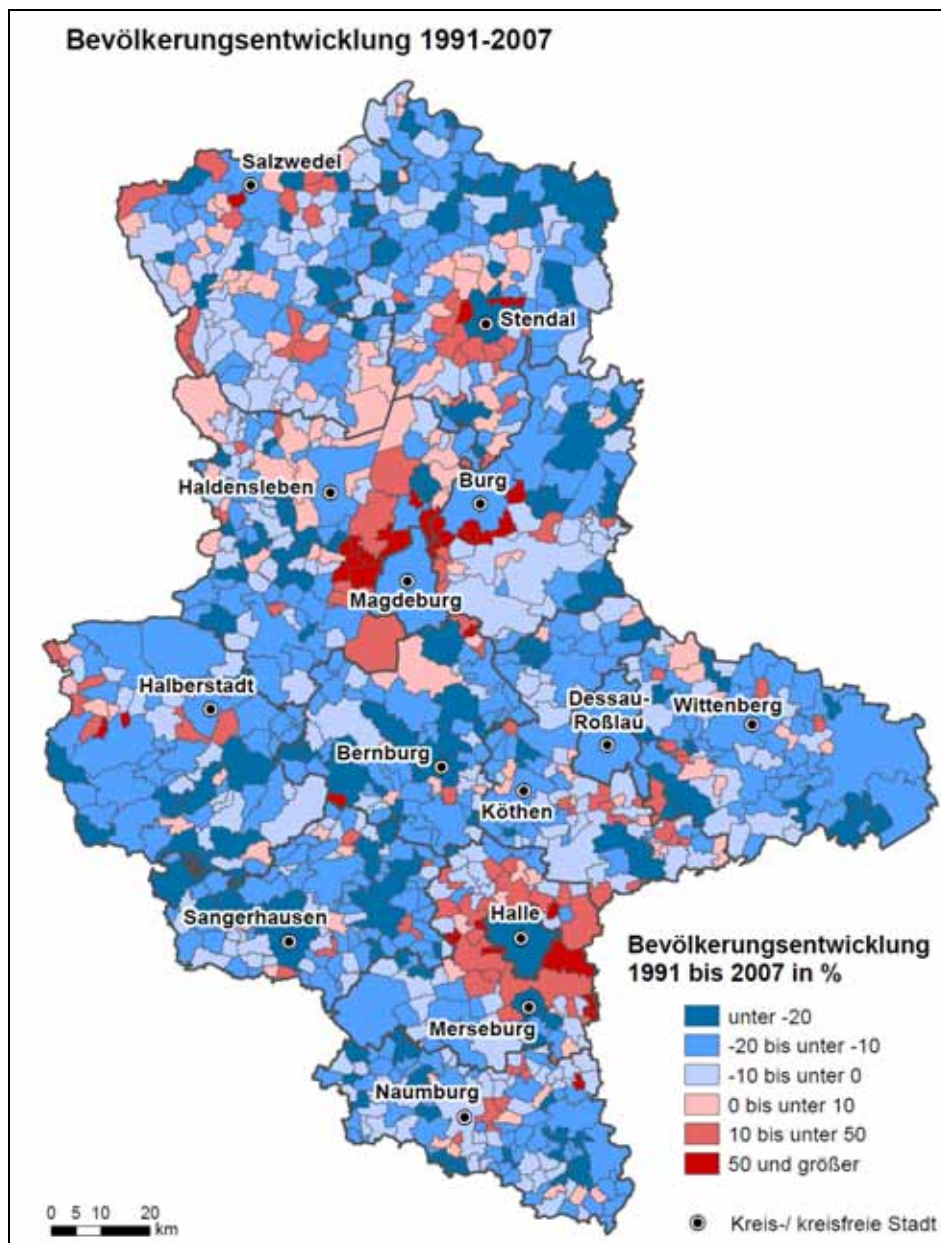 Bevölkerungsentwicklung 1991-2007
Salzwedel
Stendal
Haldensleben
Burg
Magdeburg
Halberstadt
Dessau-
Roßlau
Wittenberg
Bernburg
Köthen
Sangerhausen
Halle
Merseburg
Naumburg
Bevölkerungsentwicklung
1991 bis 2007 in %
unter -20
-20 bis unter -10
-10 bis unter 0
0 bis unter 10
10 bis unter 50
50 und größer
Kreis-/ kreisfreie Stadt
0 5 10 15 20
km